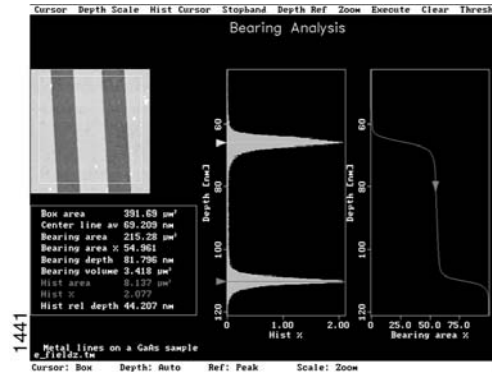 Cursor Depth Scale Hist Cursor Stopband Depth Ref Zoom Execute Clear Thresh
Bearing Analysis
Box area 391.69 µm²
Center line av 69.209 nm
Bearing area 215.28 µm²
Bearing area % 54.961
Bearing depth 81.796 nm
Bearing volume 3.418 µm³
Hist area 8.137 µm²
Hist % 2.077
Hist rel depth 44.207 nm
Depth [nm]
60
80
100
120
0 1.00 2.00
Hist %
Depth [nm]
60
80
100
120
0 25.0 50.0 75.0
Bearing area %
1441
Metal lines on a GaAs sample
e_fieldz.tm
Cursor: Box Depth: Auto Ref: Peak Scale: Zoom